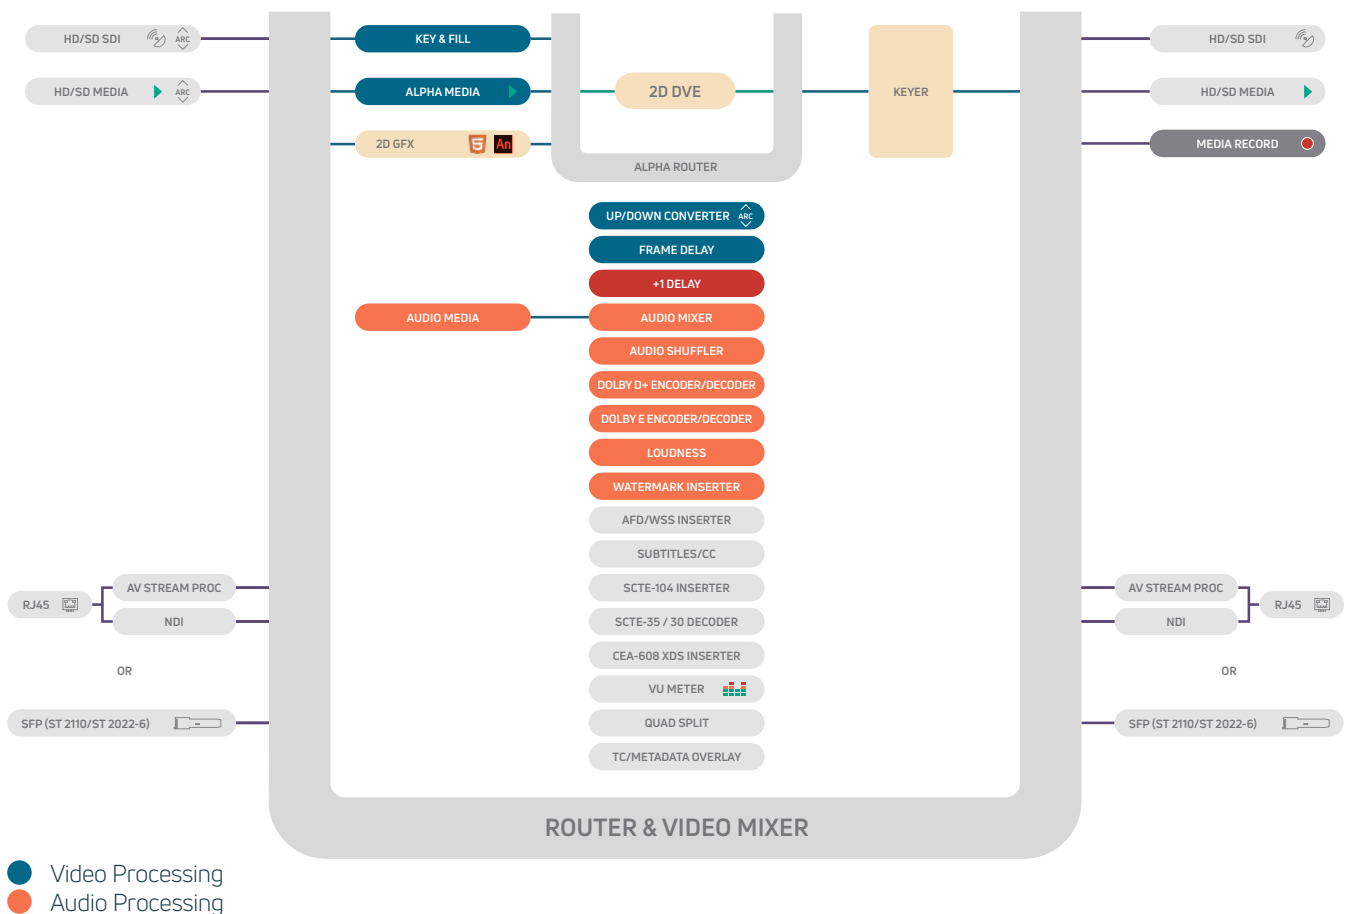 HD/SD SDI
ARC
KEY & FILL
HD/SD SDI
HD/SD MEDIA
ARC
ALPHA MEDIA
2D DVE
KEYER
HD/SD MEDIA
2D GFX
5
An
MEDIA RECORD
ALPHA ROUTER
UP/DOWN CONVERTER
ARC
FRAME DELAY
+1 DELAY
AUDIO MEDIA
AUDIO MIXER
AUDIO SHUFFLER
DOLBY D+ ENCODER/DECODER
DOLBY E ENCODER/DECODER
LOUDNESS
WATERMARK INSERTER
AFD/WSS INSERTER
SUBTITLES/CC
RJ45
AV STREAM PROC
SCTE-104 INSERTER
AV STREAM PROC
RJ45
NDI
SCTE-35 / 30 DECODER
NDI
CEA-608 XDS INSERTER
OR
OR
VU METER
SFP (ST 2110/ST 2022-6)
QUAD SPLIT
SFP (ST 2110/ST 2022-6)
TC/METADATA OVERLAY
ROUTER & VIDEO MIXER
Video Processing
Audio Processing